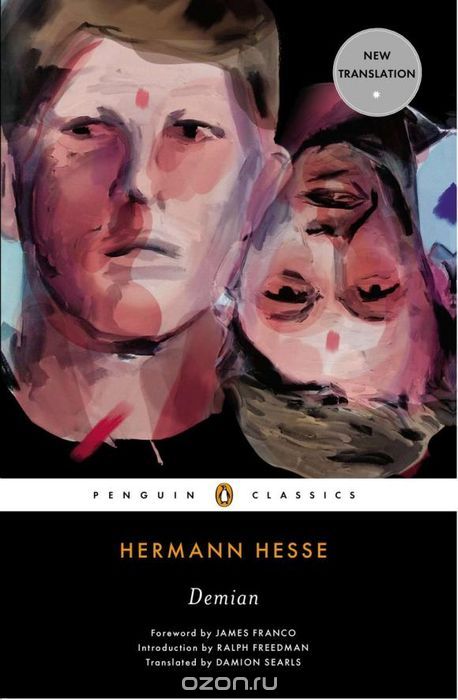 NEW
TRANSLATION
PENGUIN CLASSICS
HERMANN HESSE
Demian
Foreword by JAMES FRANCO
Introduction by RALPH FREEDMAN
Translated by DAMION SEARLS
ozon.ru